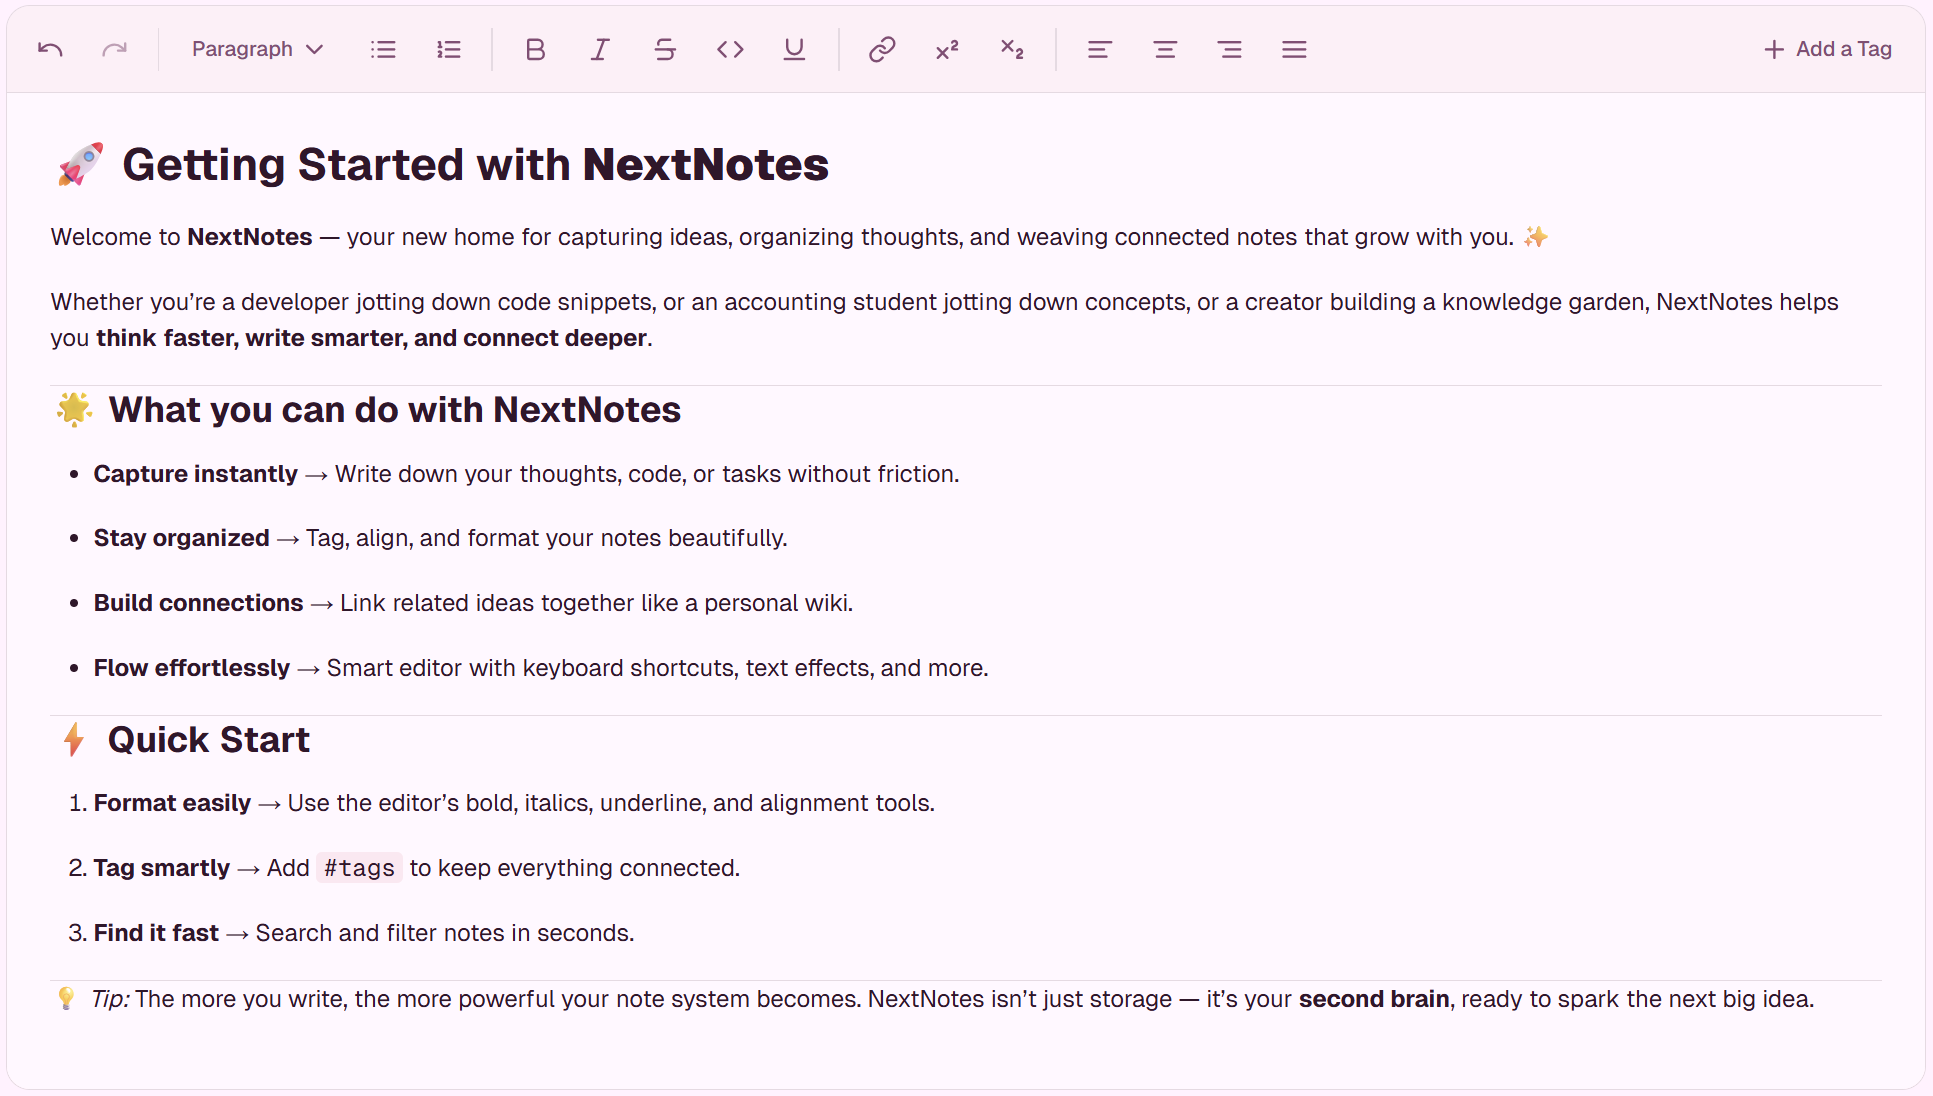 Paragraph
Add a Tag
🚀 Getting Started with NextNotes
Welcome to NextNotes — your new home for capturing ideas, organizing thoughts, and weaving connected notes that grow with you. ✨
Whether you’re a developer jotting down code snippets, or an accounting student jotting down concepts, or a creator building a knowledge garden, NextNotes helps
you think faster, write smarter, and connect deeper.
🌟 What you can do with NextNotes
• Capture instantly → Write down your thoughts, code, or tasks without friction.
• Stay organized → Tag, align, and format your notes beautifully.
• Build connections → Link related ideas together like a personal wiki.
• Flow effortlessly → Smart editor with keyboard shortcuts, text effects, and more.
⚡ Quick Start
1. Format easily → Use the editor’s bold, italics, underline, and alignment tools.
2. Tag smartly → Add #tags to keep everything connected.
3. Find it fast → Search and filter notes in seconds.
💡 Tip: The more you write, the more powerful your note system becomes. NextNotes isn’t just storage — it’s your second brain, ready to spark the next big idea.